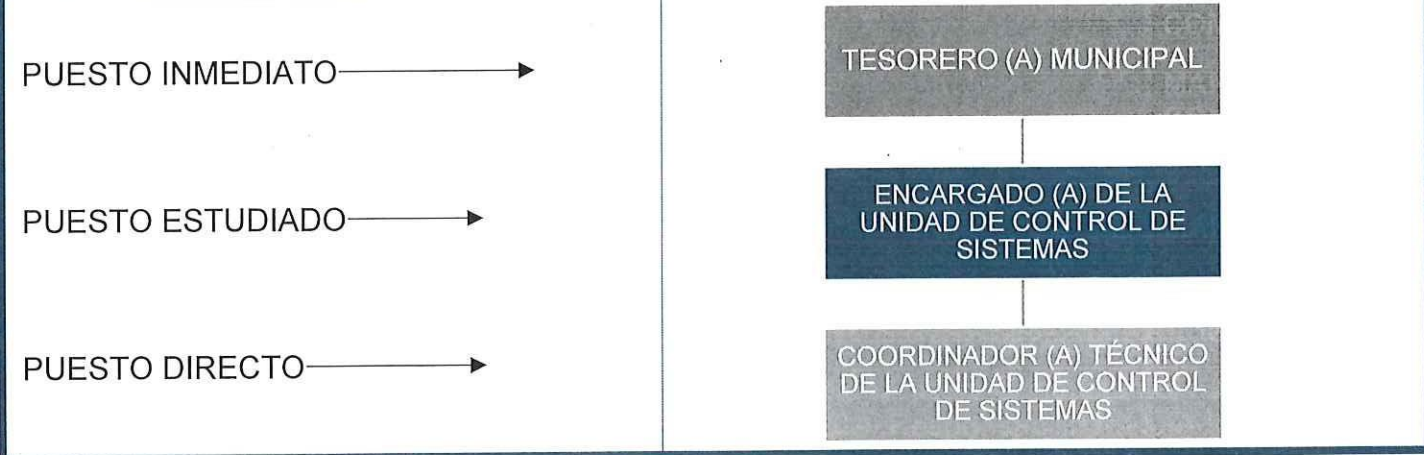 PUESTO INMEDIATO
TESORERO (A) MUNICIPAL
PUESTO ESTUDIADO
ENCARGADO (A) DE LA
UNIDAD DE CONTROL DE
SISTEMAS
PUESTO DIRECTO
COORDINADOR (A) TÉCNICO
DE LA UNIDAD DE CONTROL
DE SISTEMAS